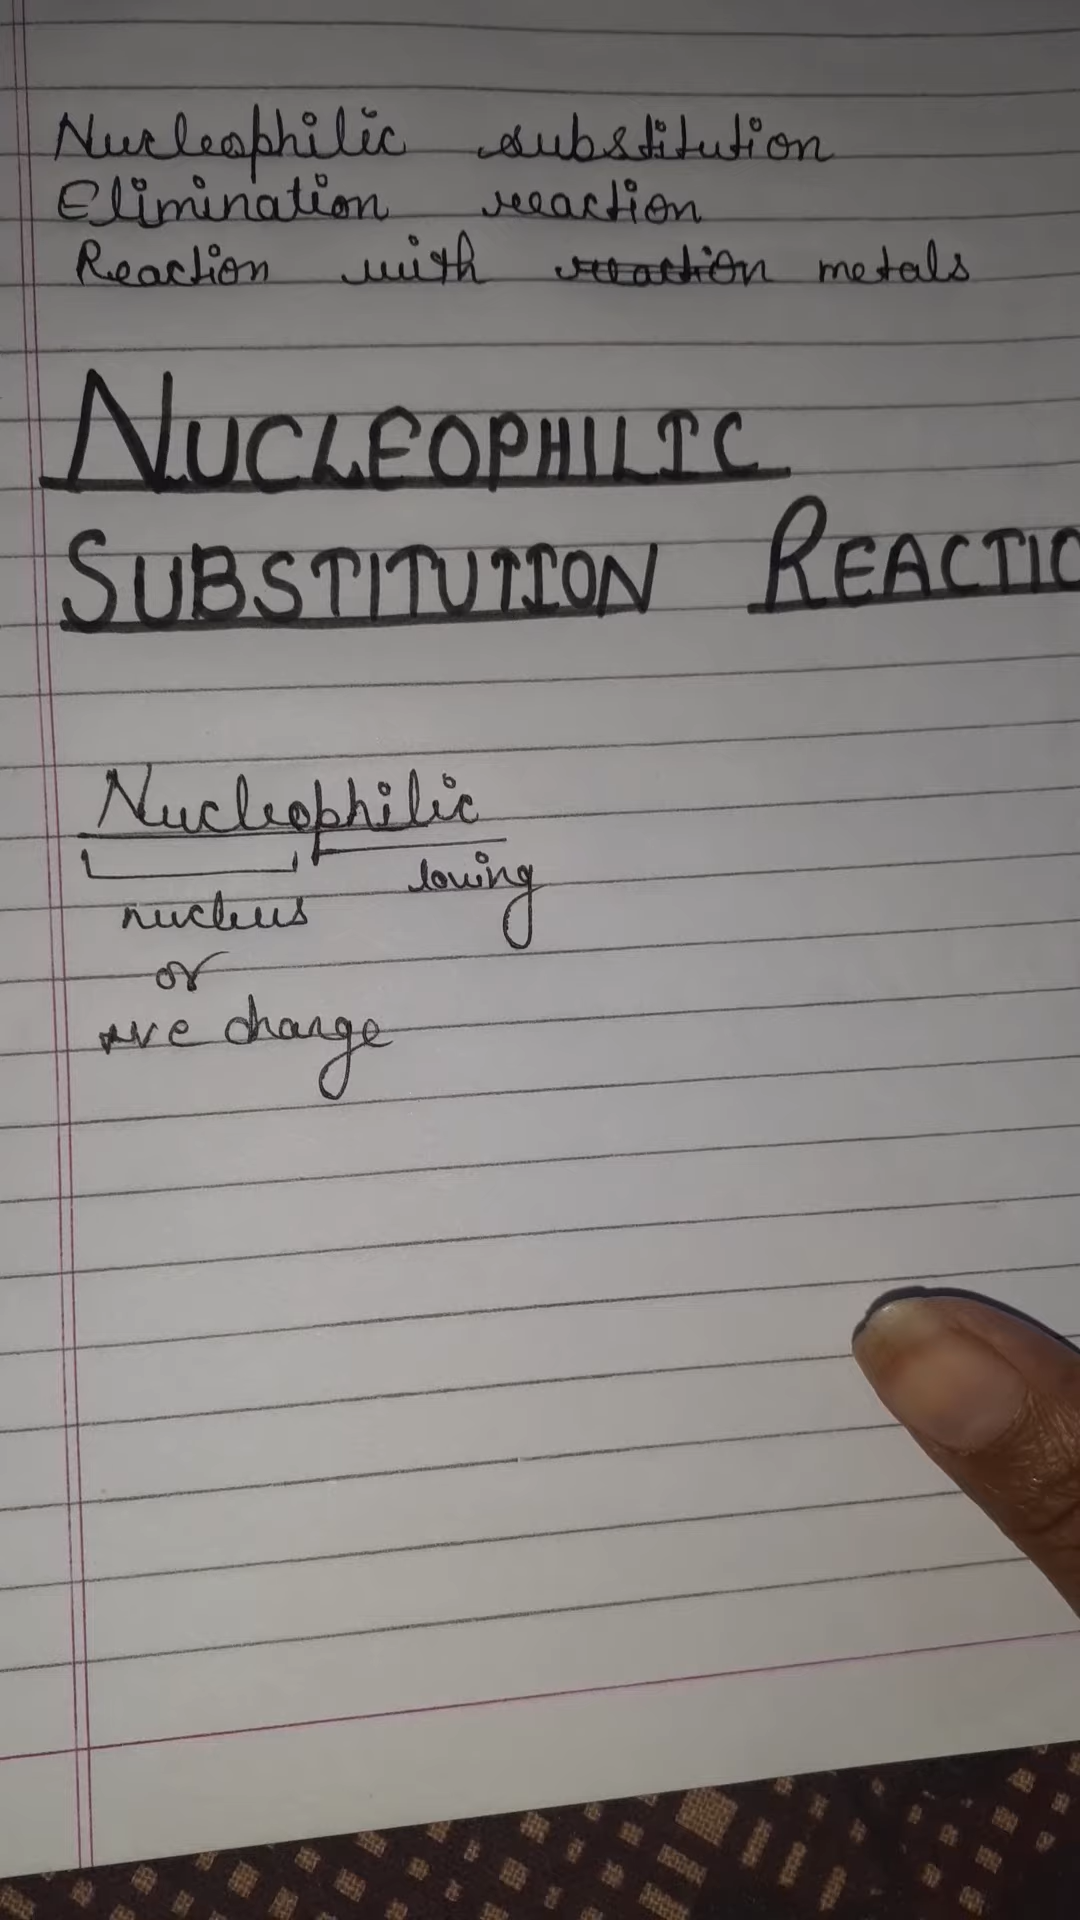 Nucleophilic substitution
Elimination reaction
Reaction with reaction metals
NUCLEOPHILIC
SUBSTITUTION REACTIO
Nucleophilic
loving
nucleus
or
+ve charge